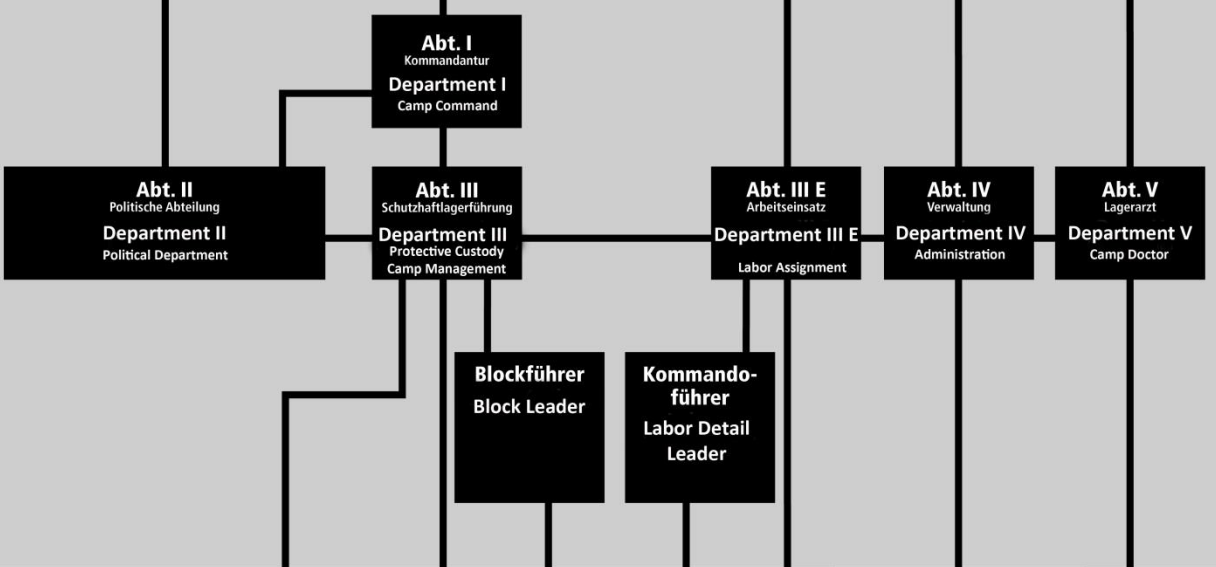 Abt. I
Kommandantur
Department I
Camp Command
Abt. II
Politische Abteilung
Department II
Political Department
Abt. III
Schutzhaftlagerführung
Department III
Protective Custody
Camp Management
Abt. III E
Arbeitseinsatz
Department III E
Labor Assignment
Abt. IV
Verwaltung
Department IV
Administration
Abt. V
Lagerarzt
Department V
Camp Doctor
Blockführer
Block Leader
Kommando-
führer
Labor Detail
Leader